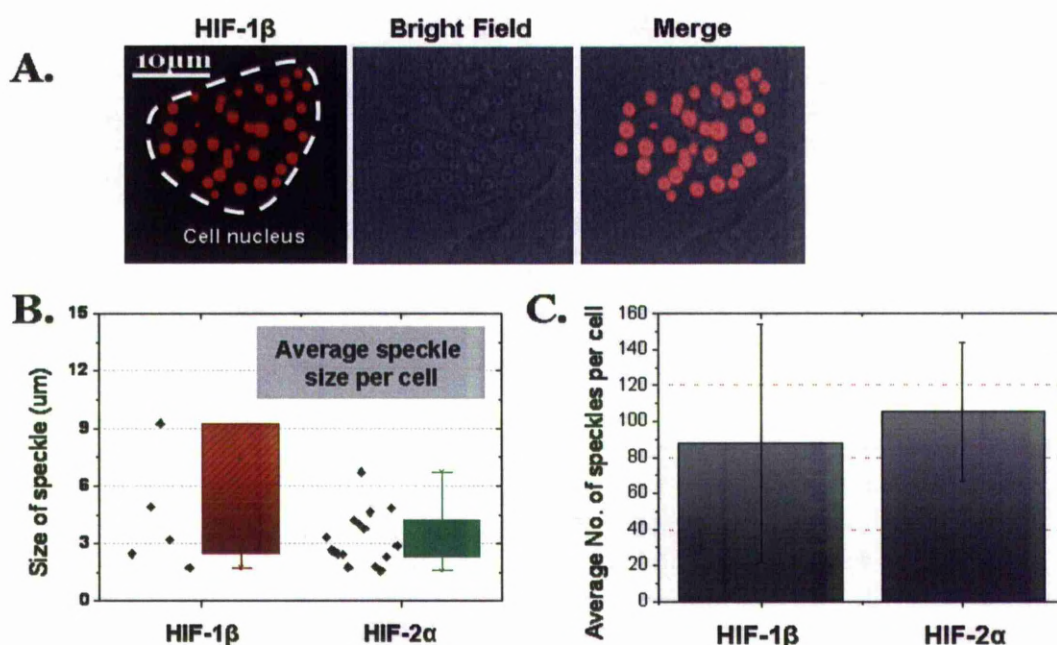 HIF-1β Bright Field Merge
A.
10µm
Cell nucleus
B.
15
12
9
6
3
0
Size of speckle (um)
Average speckle
size per cell
HIF-1β HIF-2α
C.
160
140
120
100
80
60
40
20
0
Average No. of speckles per cell
HIF-1β HIF-2α